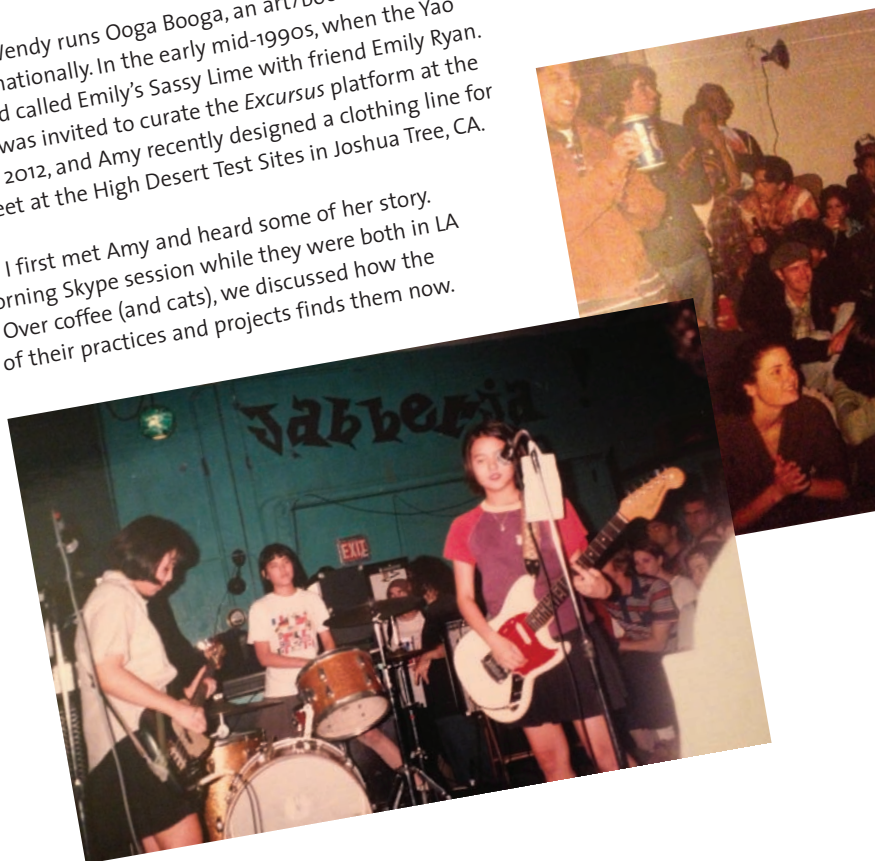 Wendy runs Ooga Booga, an art/
nationally. In the early mid-1990s, when the Yao
called Emily's Sassy Lime with friend Emily Ryan.
was invited to curate the Excursus platform at the
2012, and Amy recently designed a clothing line for
at the High Desert Test Sites in Joshua Tree, CA.
I first met Amy and heard some of her story.
Skype session while they were both in LA
Over coffee (and cats), we discussed how the
of their practices and projects finds them now.
EXIT